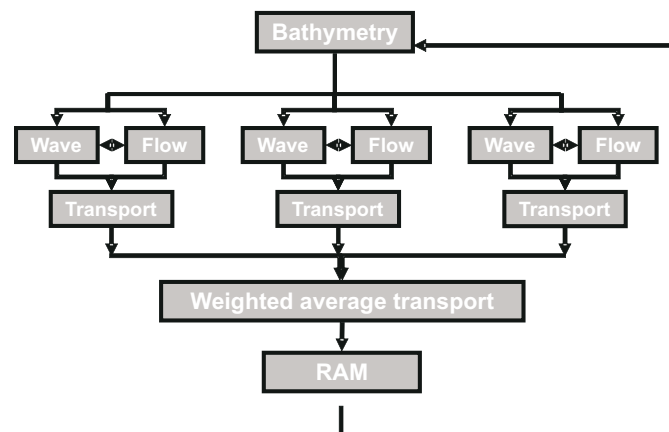 Bathymetry
Wave Flow Wave Flow Wave Flow
Transport Transport Transport
Weighted average transport
RAM